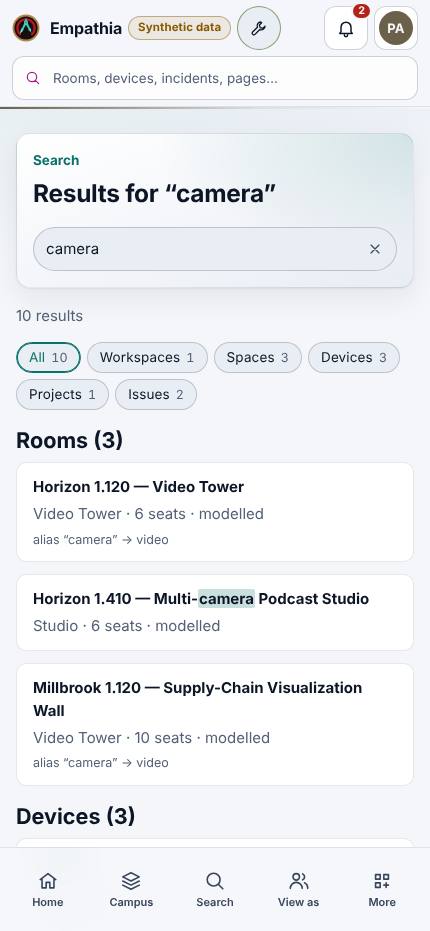 Empathia
Synthetic data
2
PA
Rooms, devices, incidents, pages...
Search
Results for “camera”
camera
10 results
All 10
Workspaces 1
Spaces 3
Devices 3
Projects 1
Issues 2
Rooms (3)
Horizon 1.120 — Video Tower
Video Tower · 6 seats · modelled
alias “camera” → video
Horizon 1.410 — Multi-camera Podcast Studio
Studio · 6 seats · modelled
Millbrook 1.120 — Supply-Chain Visualization
Wall
Video Tower · 10 seats · modelled
alias “camera” → video
Devices (3)
Home
Campus
Search
View as
More